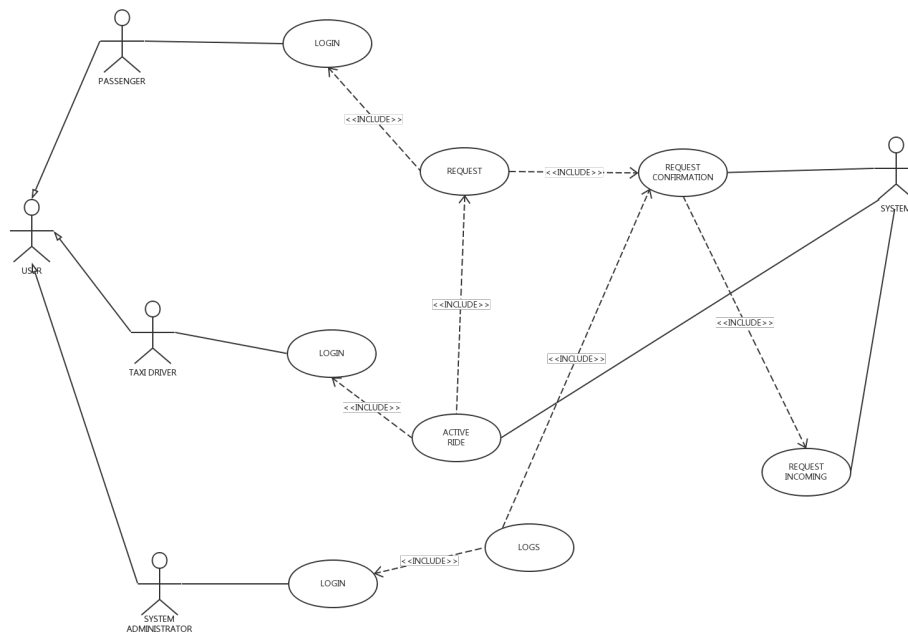 LOGIN
PASSENGER
<<INCLUDE>>
REQUEST
<<INCLUDE>>
REQUEST
CONFIRMATION
SYSTEM
USER
<<INCLUDE>>
<<INCLUDE>>
LOGIN
<<INCLUDE>>
TAXI DRIVER
<<INCLUDE>>
ACTIVE
RIDE
REQUEST
INCOMING
LOGS
<<INCLUDE>>
LOGIN
SYSTEM
ADMINISTRATOR